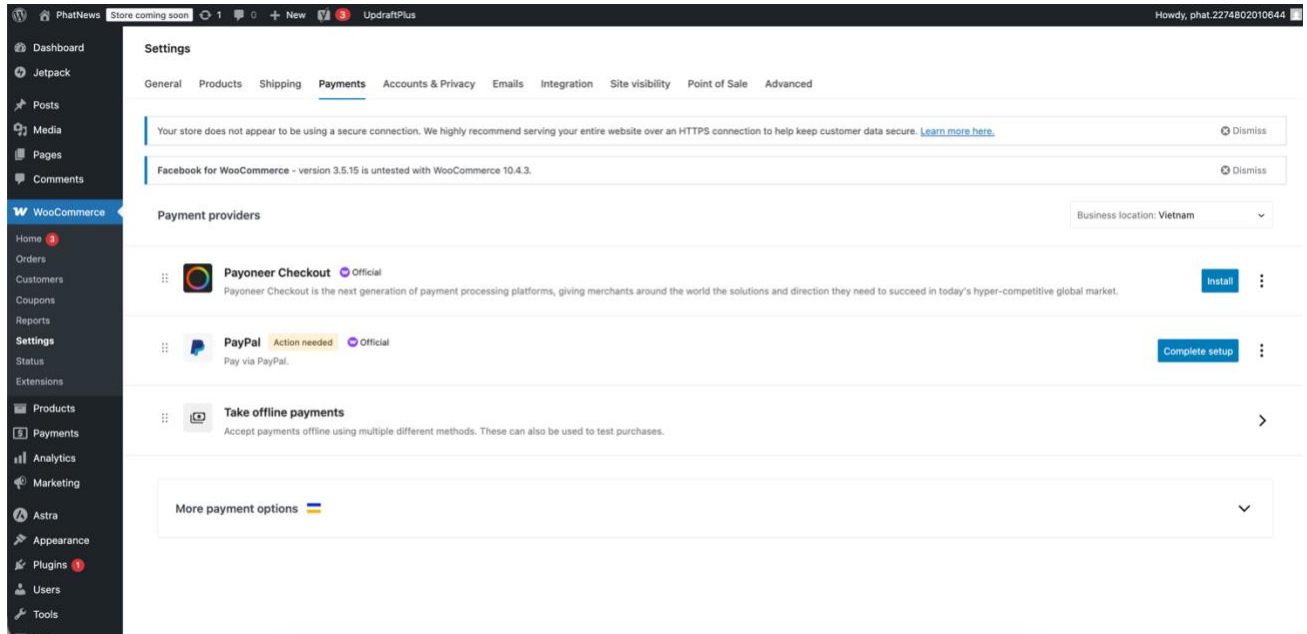 PhatNews Store coming soon 1 0 + New 3 UpdraftPlus Howdy, phat.2274802010644
Dashboard
Jetpack
Posts
Media
Pages
Comments
WooCommerce
Home 3
Orders
Customers
Coupons
Reports
Settings
Status
Extensions
Products
Payments
Analytics
Marketing
Astra
Appearance
Plugins 1
Users
Tools
Settings
General Products Shipping Payments Accounts & Privacy Emails Integration Site visibility Point of Sale Advanced
Your store does not appear to be using a secure connection. We highly recommend serving your entire website over an HTTPS connection to help keep customer data secure. Learn more here. Dismiss
Facebook for WooCommerce - version 3.5.15 is untested with WooCommerce 10.4.3. Dismiss
Payment providers Business location: Vietnam
Payoneer Checkout Official
Payoneer Checkout is the next generation of payment processing platforms, giving merchants around the world the solutions and direction they need to succeed in today's hyper-competitive global market. Install
PayPal Action needed Official
Pay via PayPal. Complete setup
Take offline payments
Accept payments offline using multiple different methods. These can also be used to test purchases.
More payment options